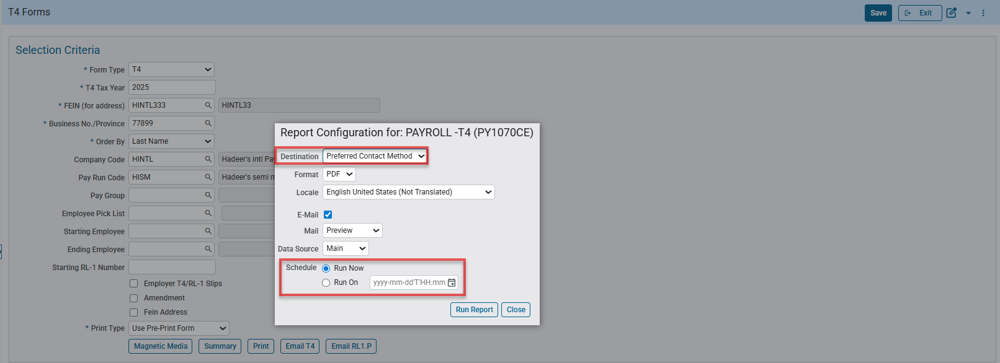 T4 Forms
Save
Exit
Selection Criteria
* Form Type T4
* T4 Tax Year 2025
* FEIN (for address) HINTL333 HINTL33
* Business No./Province 77899
* Order By Last Name
Company Code HINTL Hadeer's intl Pay
Pay Run Code HISM Hadeer's semi m
Pay Group
Employee Pick List
Starting Employee
Ending Employee
Starting RL-1 Number
Employer T4/RL-1 Slips
Amendment
Fein Address
* Print Type Use Pre-Print Form
Magnetic Media Summary Print Email T4 Email RL1.P
Report Configuration for: PAYROLL -T4 (PY1070CE)
Destination Preferred Contact Method
Format PDF
Locale English United States (Not Translated)
E-Mail
Mail Preview
Data Source Main
Schedule Run Now
Run On yyyy-mm-dd'T'HH:mm
Run Report Close